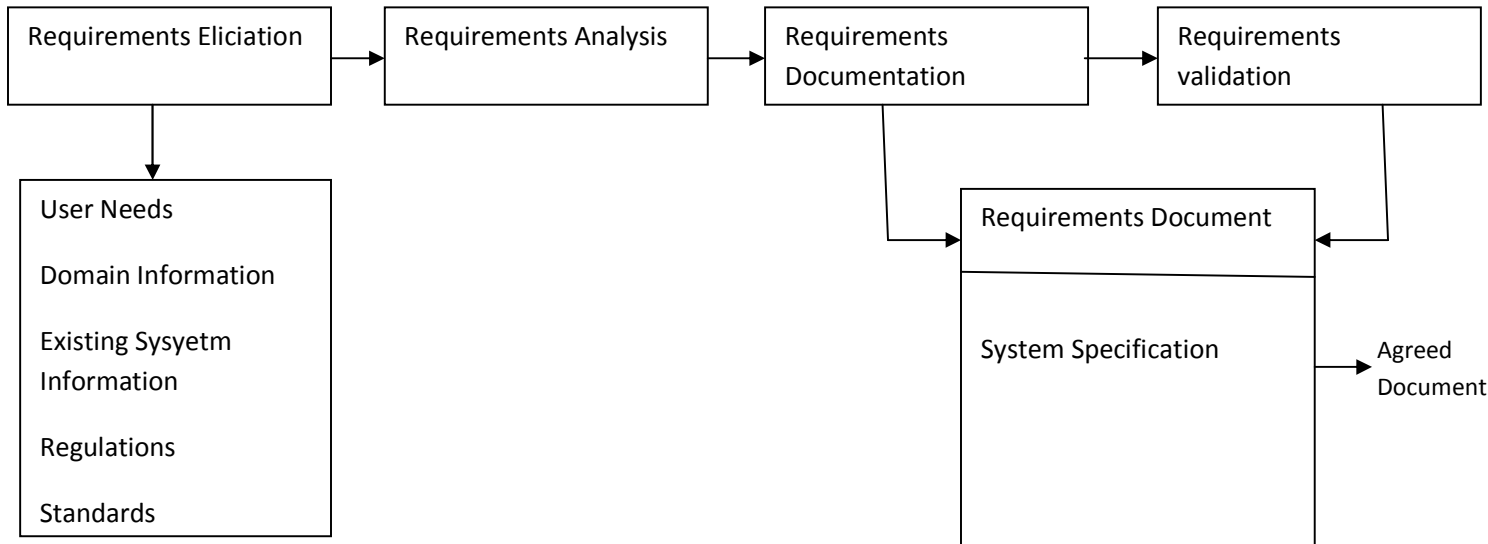 Requirements Eliciation
Requirements Analysis
Requirements
Documentation
Requirements
validation
User Needs
Domain Information
Existing Sysyetm
Information
Regulations
Standards
Requirements Document
System Specification
Agreed
Document